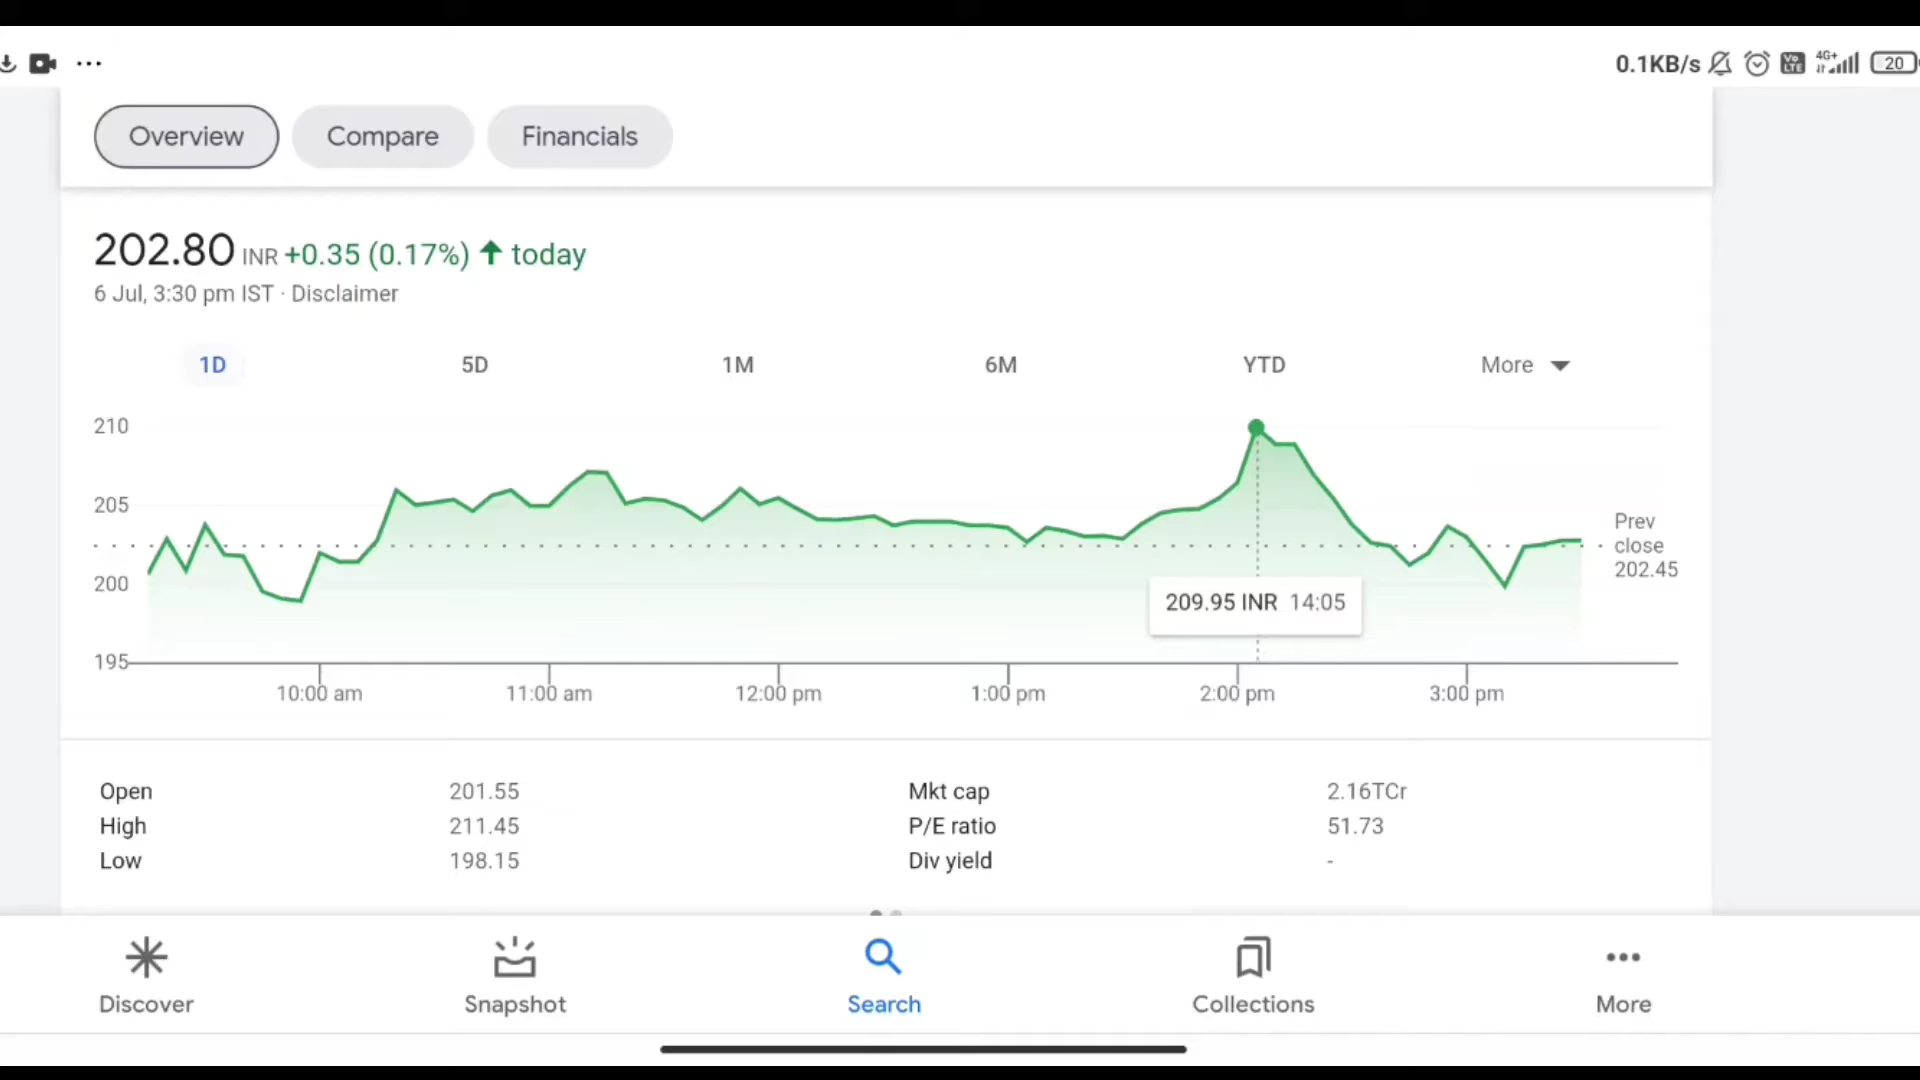 0.1KB/s Vo LTE 4G+ 20
Overview Compare Financials
202.80 INR +0.35 (0.17%) today
6 Jul, 3:30 pm IST · Disclaimer
1D 5D 1M 6M YTD More
210
205
200
195
Prev
close
202.45
209.95 INR 14:05
10:00 am 11:00 am 12:00 pm 1:00 pm 2:00 pm 3:00 pm
Open 201.55 Mkt cap 2.16TCr
High 211.45 P/E ratio 51.73
Low 198.15 Div yield -
Discover Snapshot Search Collections More